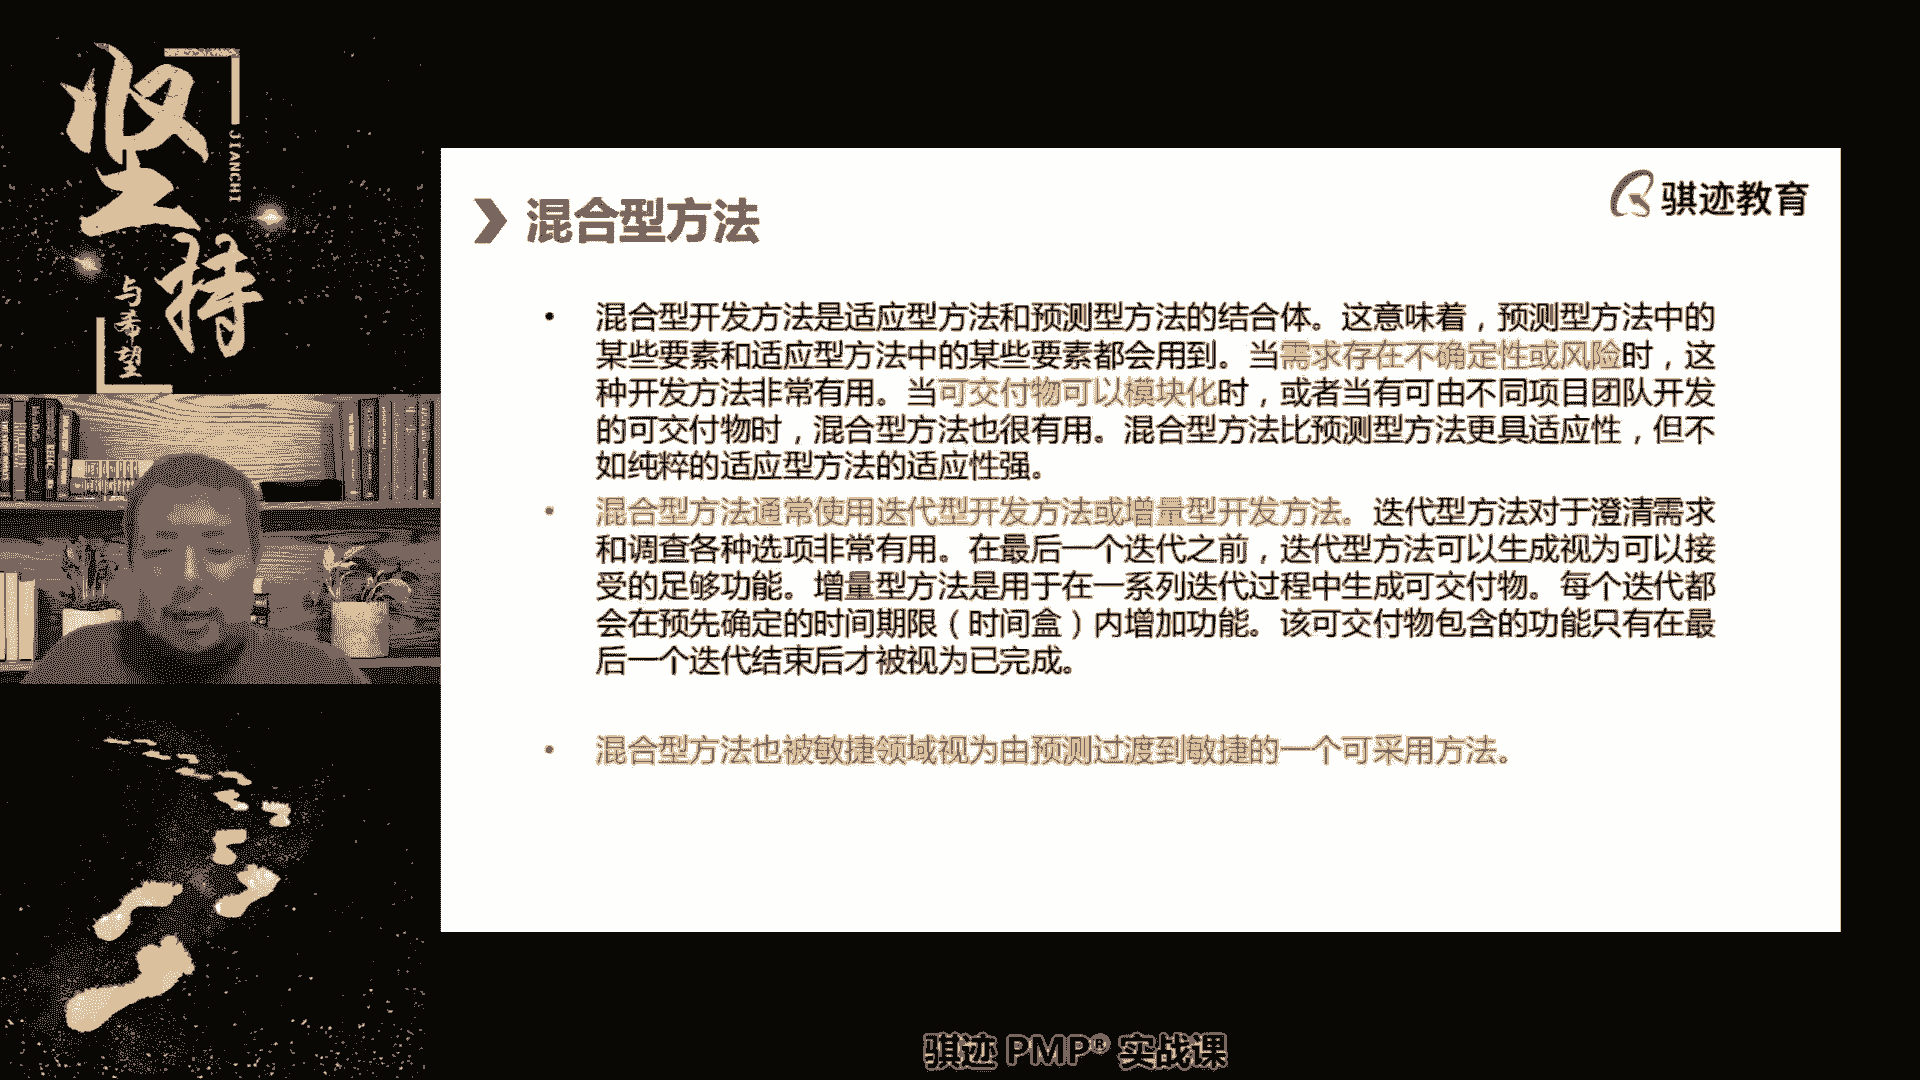 坚持
JIANCHI
与希望
骐迹教育
混合型方法
• 混合型开发方法是适应型方法和预测型方法的结合体。这意味着，预测型方法中的
某些要素和适应型方法中的某些要素都会用到。当需求存在不确定性或风险时，这
种开发方法非常有用。当可交付物可以模块化时，或者当有可由不同项目团队开发
的可交付物时，混合型方法也很有用。混合型方法比预测型方法更具适应性，但不
如纯粹的适应型方法的适应性强。
• 混合型方法通常使用迭代型开发方法或增量型开发方法。迭代型方法对于澄清需求
和调查各种选项非常有用。在最后一个迭代之前，迭代型方法可以生成视为可以接
受的足够功能。增量型方法是用于在一系列迭代过程中生成可交付物。每个迭代都
会在预先确定的时间期限（时间盒）内增加功能。该可交付物包含的功能只有在最
后一个迭代结束后才被视为已完成。
• 混合型方法也被敏捷领域视为由预测过渡到敏捷的一个可采用方法。
骐迹 PMP® 实战课